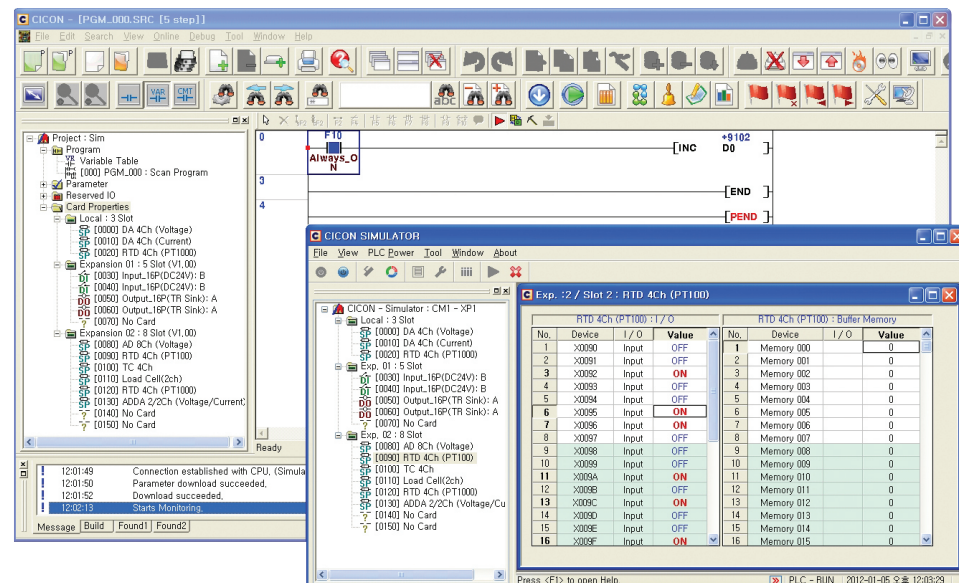 CICON - [PGM_000.SRC [5 step]]
File Edit Search View Online Debug Tool Window Help
VAR CMT
abc
Project : Sim
Program
Variable Table
[000] PGM_000 : Scan Program
Parameter
Reserved IO
Card Properties
Local : 3 Slot
[0000] DA 4Ch (Voltage)
[0010] DA 4Ch (Current)
[0020] RTD 4Ch (PT1000)
Expansion 01 : 5 Slot (V1,00)
[0030] Input_16P(DC24V): B
[0040] Input_16P(DC24V): B
[0050] Output_16P(TR Sink): A
[0060] Output_16P(TR Sink): A
[0070] No Card
Expansion 02 : 8 Slot (V1,00)
[0080] AD 8Ch (Voltage)
[0090] RTD 4Ch (PT100)
[0100] TC 4Ch
[0110] Load Cell(2ch)
[0120] RTD 4Ch (PT1000)
[0130] ADDA 2/2Ch (Voltage/Current)
[0140] No Card
[0150] No Card
0 F10 +9102
Always_O
N
[INC D0 ]
3
[END ]
4
[PEND ]
Ready
12:01:49 Connection established with CPU, (Simula
12:01:50 Parameter download succeeded,
12:01:52 Download succeeded,
12:02:13 Starts Monitoring,
Message Build Found1 Found2
CICON SIMULATOR
File View PLC Power Tool Window About
CICON - Simulator : CM1 - XP1
Local : 3 Slot
[0000] DA 4Ch (Voltage)
[0010] DA 4Ch (Current)
[0020] RTD 4Ch (PT1000)
Exp, 01 : 5 Slot
[0030] Input_16P(DC24V): B
[0040] Input_16P(DC24V): B
[0050] Output_16P(TR Sink): A
[0060] Output_16P(TR Sink): A
[0070] No Card
Exp, 02 : 8 Slot
[0080] AD 8Ch (Voltage)
[0090] RTD 4Ch (PT100)
[0100] TC 4Ch
[0110] Load Cell(2ch)
[0120] RTD 4Ch (PT1000)
[0130] ADDA 2/2Ch (Voltage/Cu
[0140] No Card
[0150] No Card
Exp. :2 / Slot 2 : RTD 4Ch (PT100)
RTD 4Ch (PT100) : I / O RTD 4Ch (PT100) : Buffer Memory
No, Device I / O Value No, Device I / O Value
1 X0090 Input OFF 1 Memory 000 0
2 X0091 Input OFF 2 Memory 001 0
3 X0092 Input ON 3 Memory 002 0
4 X0093 Input OFF 4 Memory 003 0
5 X0094 Input OFF 5 Memory 004 0
6 X0095 Input ON 6 Memory 005 0
7 X0096 Input ON 7 Memory 006 0
8 X0097 Input OFF 8 Memory 007 0
9 X0098 Input OFF 9 Memory 008 0
10 X0099 Input OFF 10 Memory 009 0
11 X009A Input ON 11 Memory 010 0
12 X009B Input OFF 12 Memory 011 0
13 X009C Input ON 13 Memory 012 0
14 X009D Input OFF 14 Memory 013 0
15 X009E Input OFF 15 Memory 014 0
16 X009F Input ON 16 Memory 015 0
Press <F1> to open Help PLC - RUN 2012-01-05 오후 12:03:29